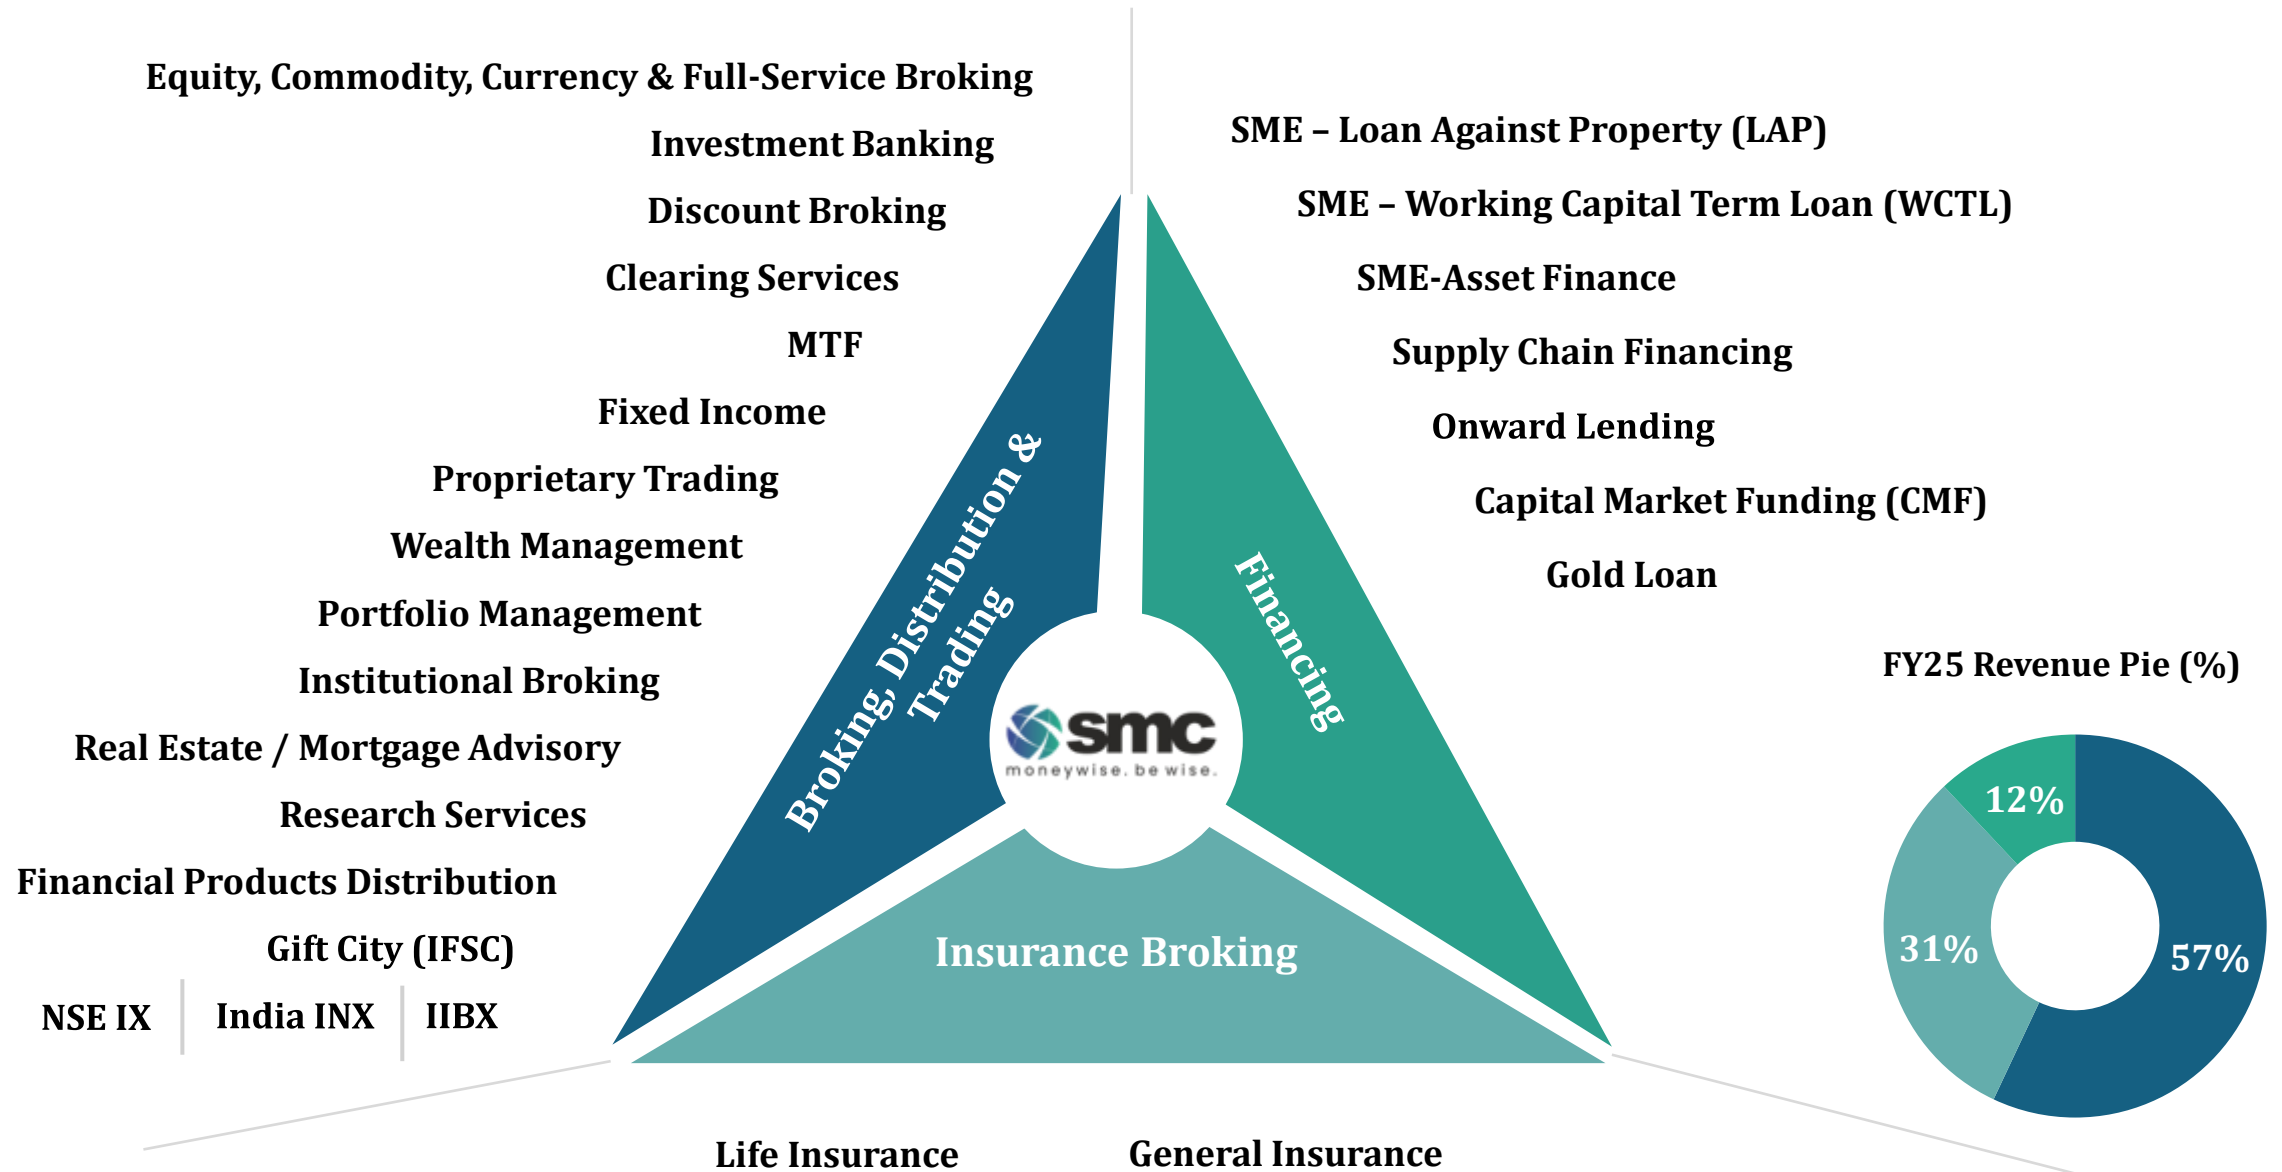 Equity, Commodity, Currency & Full-Service Broking
Investment Banking
Discount Broking
Clearing Services
MTF
Fixed Income
Proprietary Trading
Wealth Management
Portfolio Management
Institutional Broking
Real Estate / Mortgage Advisory
Research Services
Financial Products Distribution
Gift City (IFSC)
NSE IX
India INX
IIBX
Broking, Distribution &
Trading
smc
moneywise. be wise.
Financing
Insurance Broking
SME – Loan Against Property (LAP)
SME – Working Capital Term Loan (WCTL)
SME-Asset Finance
Supply Chain Financing
Onward Lending
Capital Market Funding (CMF)
Gold Loan
FY25 Revenue Pie (%)
12%
31%
57%
Life Insurance
General Insurance